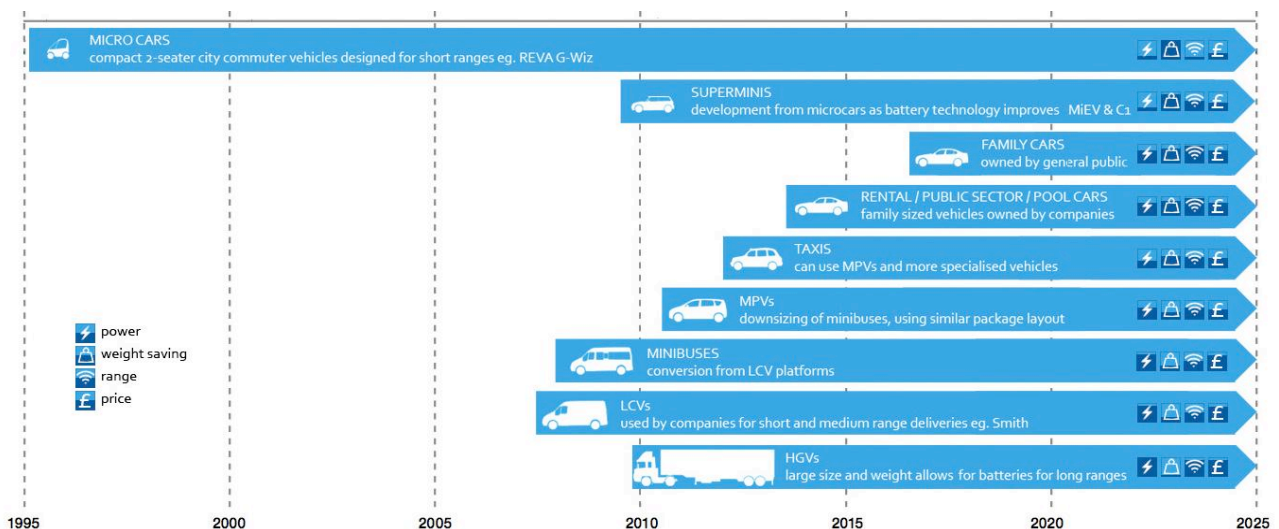 MICRO CARS
compact 2-seater city commuter vehicles designed for short ranges eg. REVA G-Wiz
SUPERMINIS
development from microcars as battery technology improves MiEV & C1
FAMILY CARS
owned by general public
RENTAL / PUBLIC SECTOR / POOL CARS
family sized vehicles owned by companies
TAXIS
can use MPVs and more specialised vehicles
MPVs
downsizing of minibuses, using similar package layout
MINIBUSES
conversion from LCV platforms
LCVs
used by companies for short and medium range deliveries eg. Smith
HGVs
large size and weight allows for batteries for long ranges
power
weight saving
range
£ price
1995 2000 2005 2010 2015 2020 2025